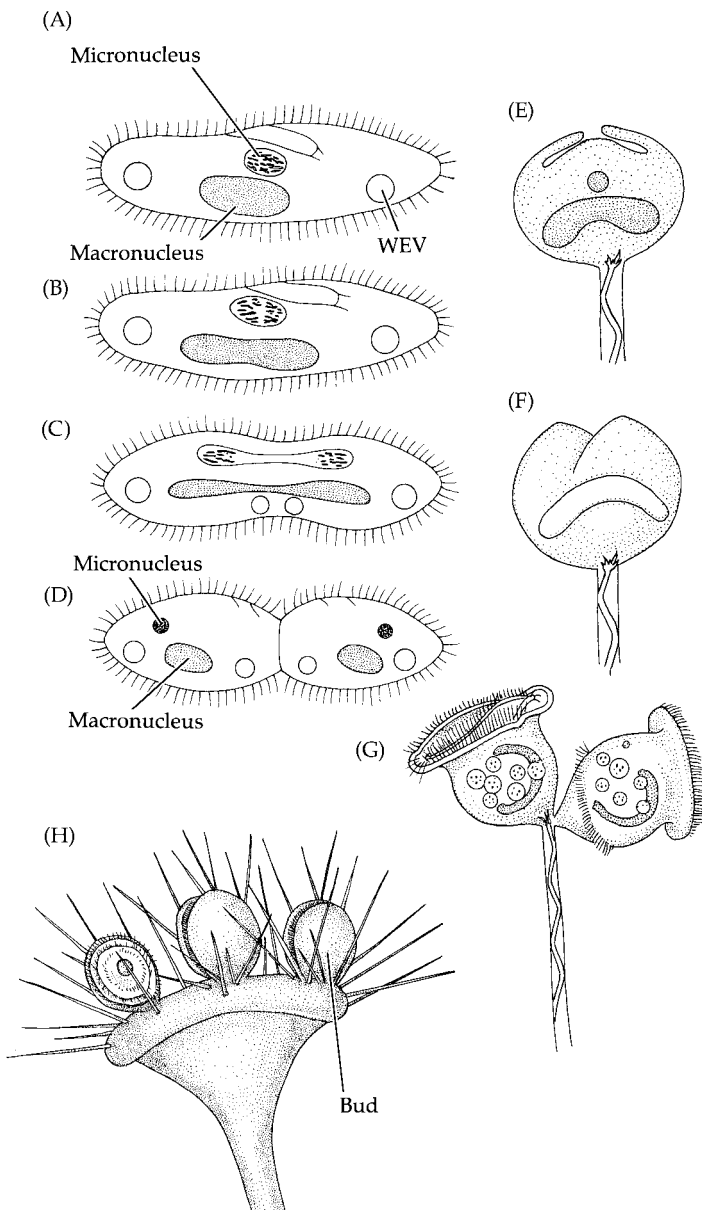 (A)
Micronucleus
Macronucleus
WEV
(B)
(C)
Micronucleus
(D)
Macronucleus
(E)
(F)
(G)
(H)
Bud